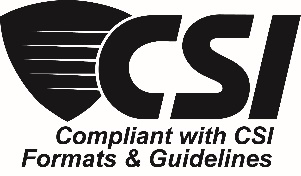 CSI
Compliant with CSI
Formats & Guidelines